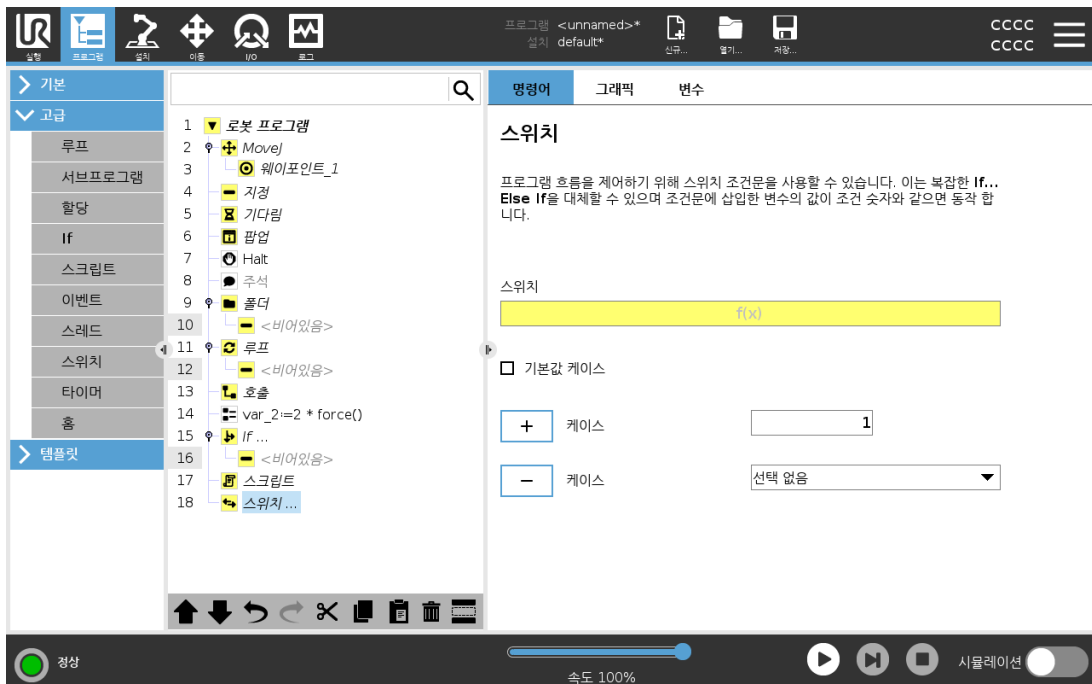 UR
실행
프로그램
설치
이동
I/O
로그
프로그램 <unnamed>*
설치 default*
신규...
열기...
저장...
CCCC
CCCC
기본
고급
루프
서브프로그램
할당
If
스크립트
이벤트
스레드
스위치
타이머
홈
템플릿
1 로봇 프로그램
2 MoveJ
3 웨이포인트_1
4 지정
5 기다림
6 팝업
7 Halt
8 주석
9 폴더
10 <비어있음>
11 루프
12 <비어있음>
13 호출
14 var_2:=2 * force()
15 If ...
16 <비어있음>
17 스크립트
18 스위치 ...
명령어 그래픽 변수
스위치
프로그램 흐름을 제어하기 위해 스위치 조건문을 사용할 수 있습니다. 이는 복잡한 If...
Else If을 대체할 수 있으며 조건문에 삽입한 변수의 값이 조건 숫자와 같으면 동작 합
니다.
스위치
f(x)
기본값 케이스
+ 케이스 1
− 케이스 선택 없음
정상
속도 100%
시뮬레이션